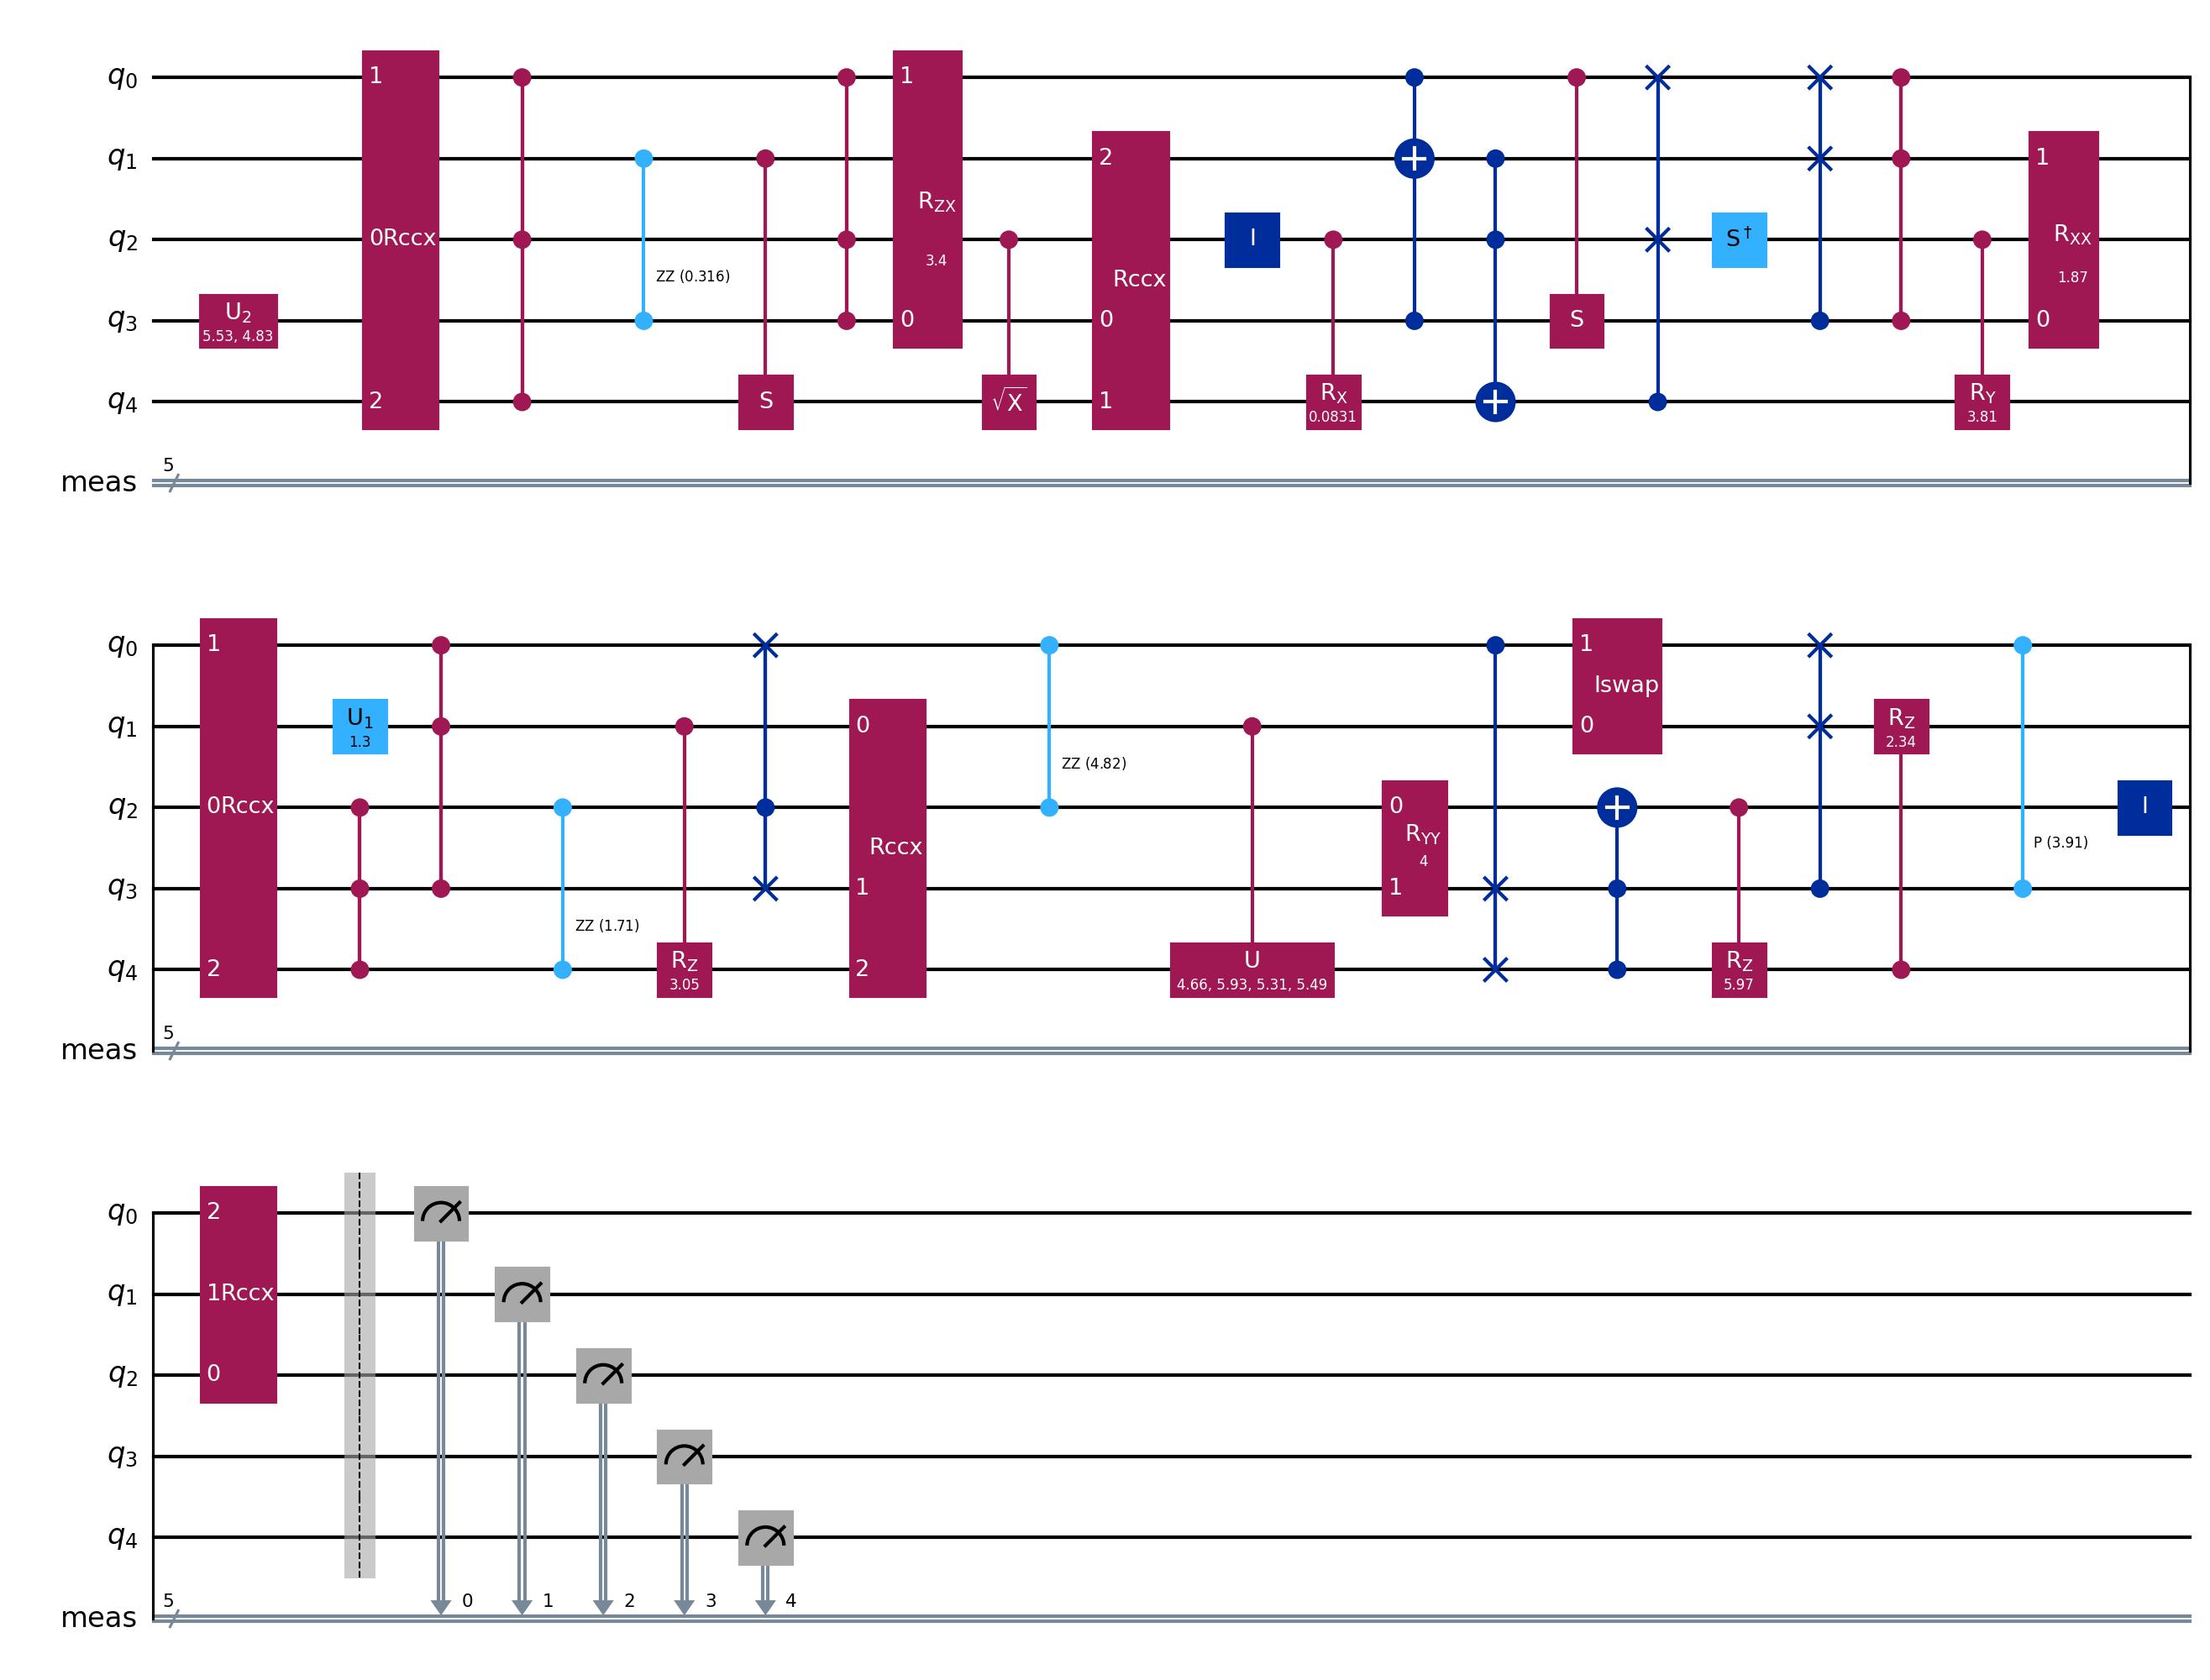 q0 1 1
q1 2 1
q2 0Rccx RZX 3.4 I S† RXX 1.87
ZZ (0.316) Rccx
q3 U2 5.53, 4.83 0 0 S 0
q4 2 S √X 1 RX 0.0831 RY 3.81
meas 5
q0 1 1 Iswap
q1 U1 1.3 0 0 RZ 2.34
ZZ (4.82)
q2 0Rccx 0 RYY 4 I
Rccx P (3.91)
q3 1 1
ZZ (1.71)
q4 2 RZ 3.05 2 U 4.66, 5.93, 5.31, 5.49 RZ 5.97
meas 5
q0 2
q1 1Rccx
q2 0
q3
q4
meas 5 0 1 2 3 4